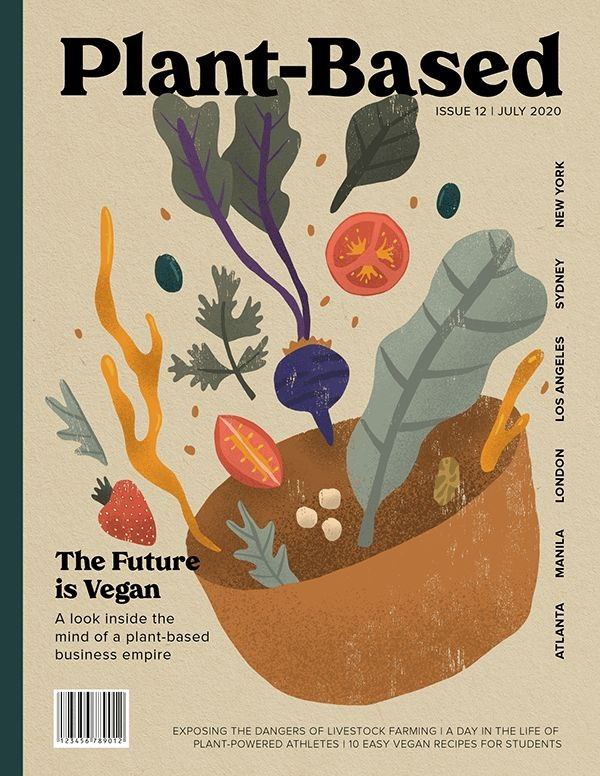 Plant-Based
ISSUE 12 | JULY 2020
NEW YORK
SYDNEY
LOS ANGELES
LONDON
MANILA
ATLANTA
The Future
is Vegan
A look inside the
mind of a plant-based
business empire
123456 789012
EXPOSING THE DANGERS OF LIVESTOCK FARMING | A DAY IN THE LIFE OF
PLANT-POWERED ATHLETES | 10 EASY VEGAN RECIPES FOR STUDENTS